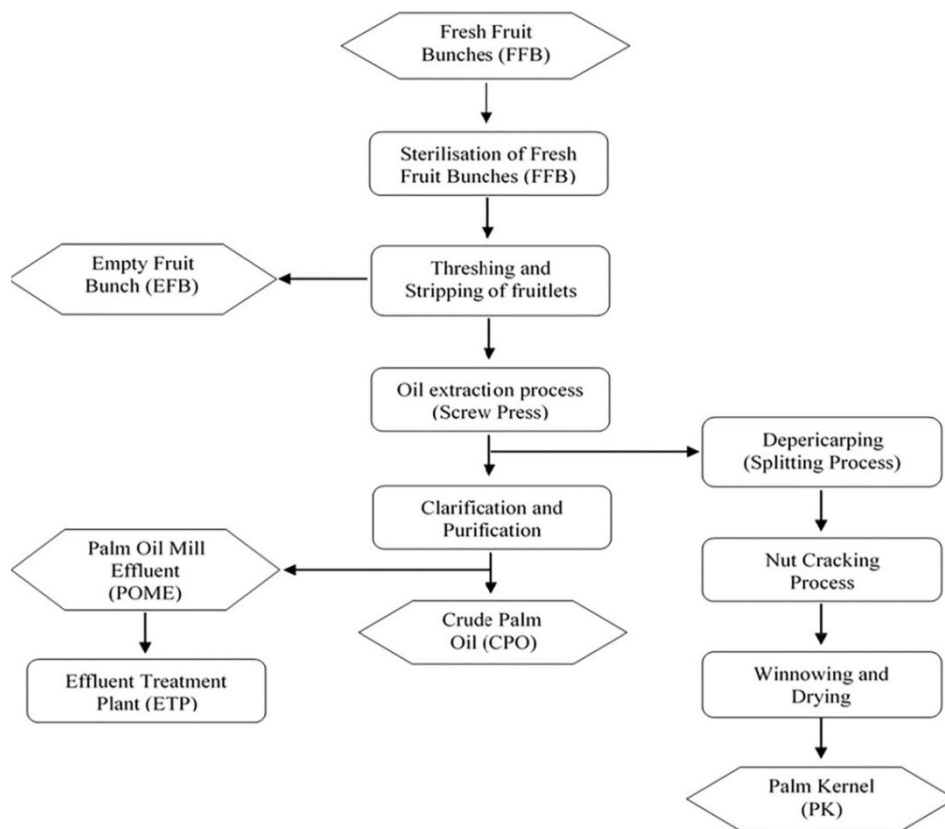 Fresh Fruit
Bunches (FFB)
Sterilisation of Fresh
Fruit Bunches (FFB)
Empty Fruit
Bunch (EFB)
Threshing and
Stripping of fruitlets
Oil extraction process
(Screw Press)
Depericarping
(Splitting Process)
Clarification and
Purification
Palm Oil Mill
Effluent
(POME)
Nut Cracking
Process
Crude Palm
Oil (CPO)
Effluent Treatment
Plant (ETP)
Winnowing and
Drying
Palm Kernel
(PK)